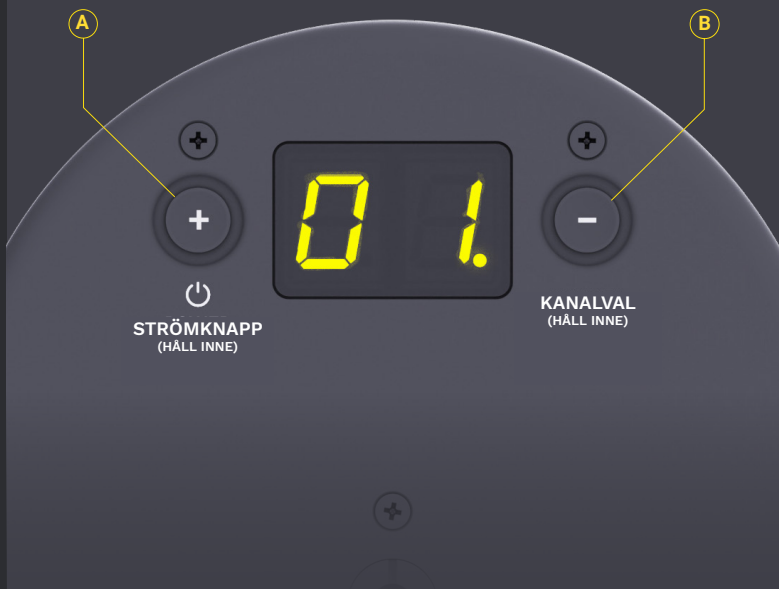 A
B
+
01.
-
STRÖMKNAPP
(HÅLL INNE)
KANALVAL
(HÅLL INNE)